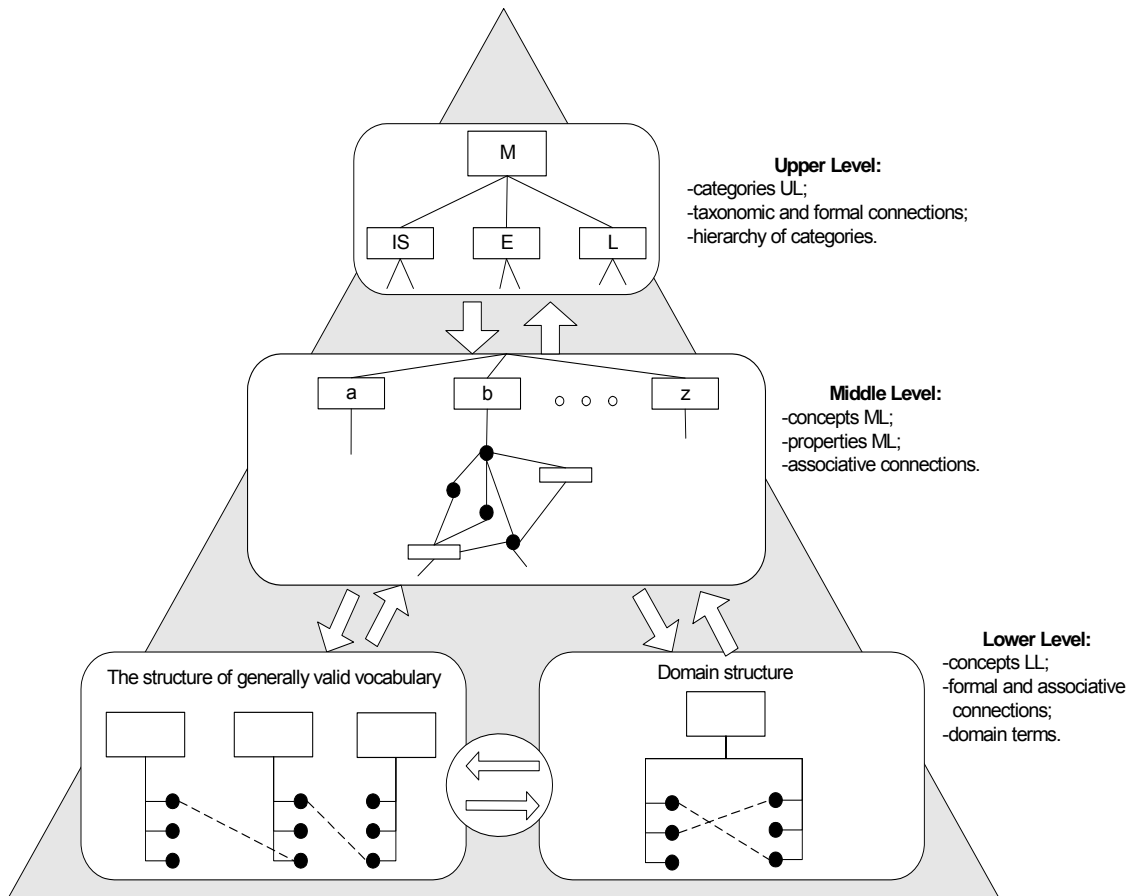 M
IS
E
L
Upper Level:
-categories UL;
-taxonomic and formal connections;
-hierarchy of categories.
a
b
z
Middle Level:
-concepts ML;
-properties ML;
-associative connections.
The structure of generally valid vocabulary
Domain structure
Lower Level:
-concepts LL;
-formal and associative
connections;
-domain terms.